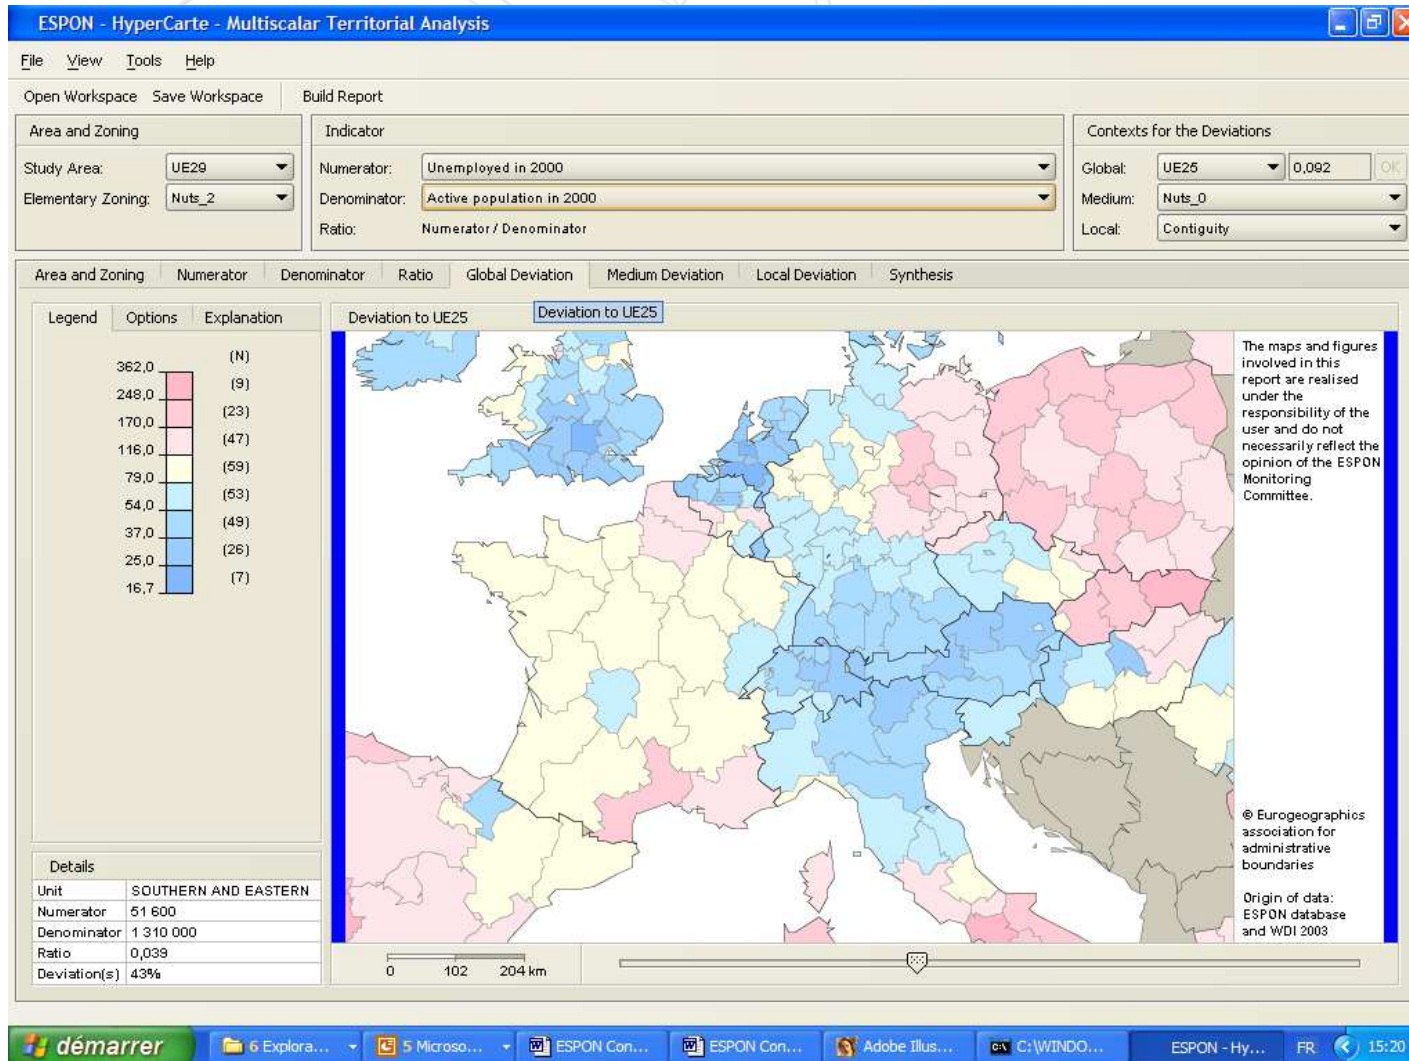 ESPON - HyperCarte - Multiscalar Territorial Analysis
File View Tools Help
Open Workspace Save Workspace Build Report
Area and Zoning
Study Area: UE29
Elementary Zoning: Nuts_2
Indicator
Numerator: Unemployed in 2000
Denominator: Active population in 2000
Ratio: Numerator / Denominator
Contexts for the Deviations
Global: UE25 0,092 OK
Medium: Nuts_0
Local: Contiguity
Area and Zoning Numerator Denominator Ratio Global Deviation Medium Deviation Local Deviation Synthesis
Legend Options Explanation
(N)
362,0
(9)
248,0
(23)
170,0
(47)
116,0
(59)
79,0
(53)
54,0
(49)
37,0
(26)
25,0
(7)
16,7
Details
Unit SOUTHERN AND EASTERN
Numerator 51 600
Denominator 1 310 000
Ratio 0,039
Deviation(s) 43%
Deviation to UE25
Deviation to UE25
The maps and figures
involved in this
report are realised
under the
responsibility of the
user and do not
necessarily reflect the
opinion of the ESPON
Monitoring
Committee.
© Eurogeographics
association for
administrative
boundaries
Origin of data:
ESPON database
and WDI 2003
0 102 204 km
démarrer 6 Explora... 5 Microso... ESPON Con... ESPON Con... Adobe Illus... C:\WINDO... ESPON - Hy... FR 15:20